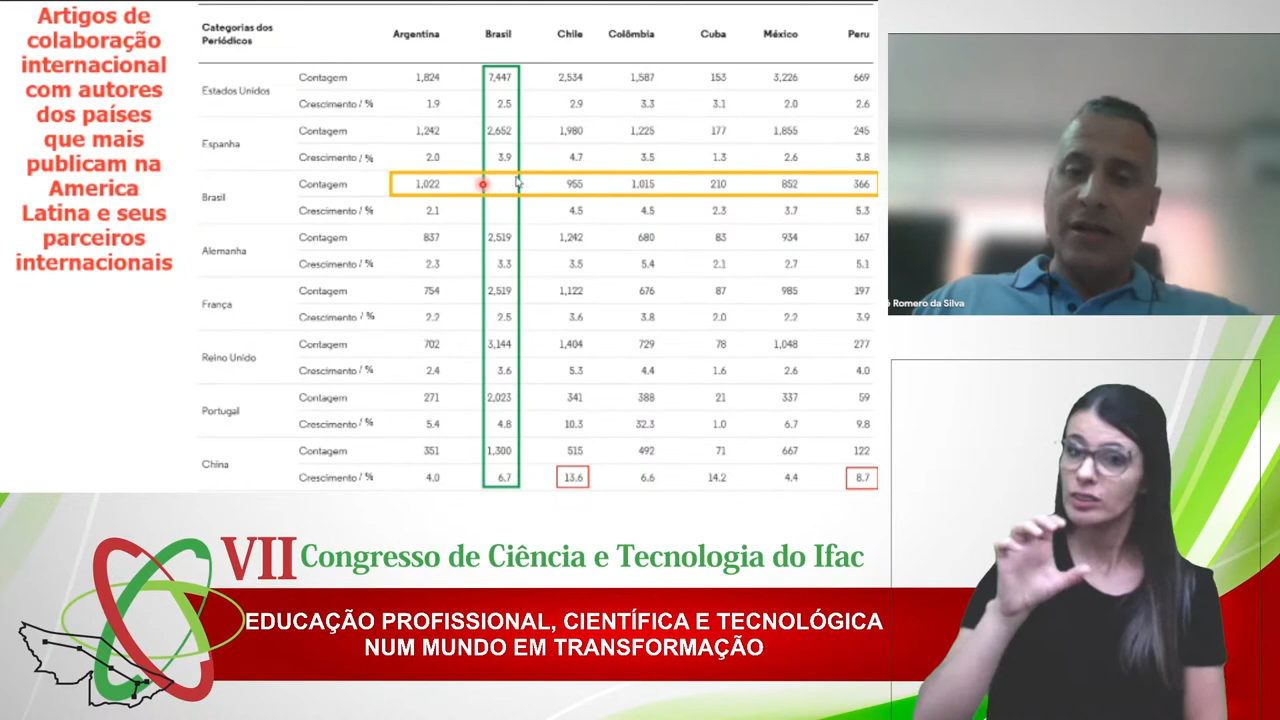 Artigos de
colaboração
internacional
com autores
dos países
que mais
publicam na
America
Latina e seus
parceiros
internacionais
Categorias dos
Periódicos
Argentina Brasil Chile Colômbia Cuba México Peru
Estados Unidos
Contagem 1,824 7,447 2,534 1,587 153 3,226 669
Crescimento / % 1.9 2.5 2.9 3.3 3.1 2.0 2.6
Espanha
Contagem 1,242 2,652 1,980 1,225 177 1,855 245
Crescimento / % 2.0 3.9 4.7 3.5 1.3 2.6 3.8
Brasil
Contagem 1,022 955 1,015 210 852 366
Crescimento / % 2.1 4.5 4.5 2.3 3.7 5.3
Alemanha
Contagem 837 2,519 1,242 680 83 934 167
Crescimento / % 2.3 3.3 3.5 5.4 2.1 2.7 5.1
França
Contagem 754 2,519 1,122 676 87 985 197
Crescimento / % 2.2 2.5 3.6 3.8 2.0 2.2 3.9
Reino Unido
Contagem 702 3,144 1,404 729 78 1,048 277
Crescimento / % 2.4 3.6 5.3 4.4 1.6 2.6 4.0
Portugal
Contagem 271 2,023 341 388 21 337 59
Crescimento / % 5.4 4.8 10.3 32.3 1.0 6.7 9.8
China
Contagem 351 1,300 515 492 71 667 122
Crescimento / % 4.0 6.7 13.6 6.6 14.2 4.4 8.7
Romero da Silva
VII Congresso de Ciência e Tecnologia do Ifac
EDUCAÇÃO PROFISSIONAL, CIENTÍFICA E TECNOLÓGICA
NUM MUNDO EM TRANSFORMAÇÃO